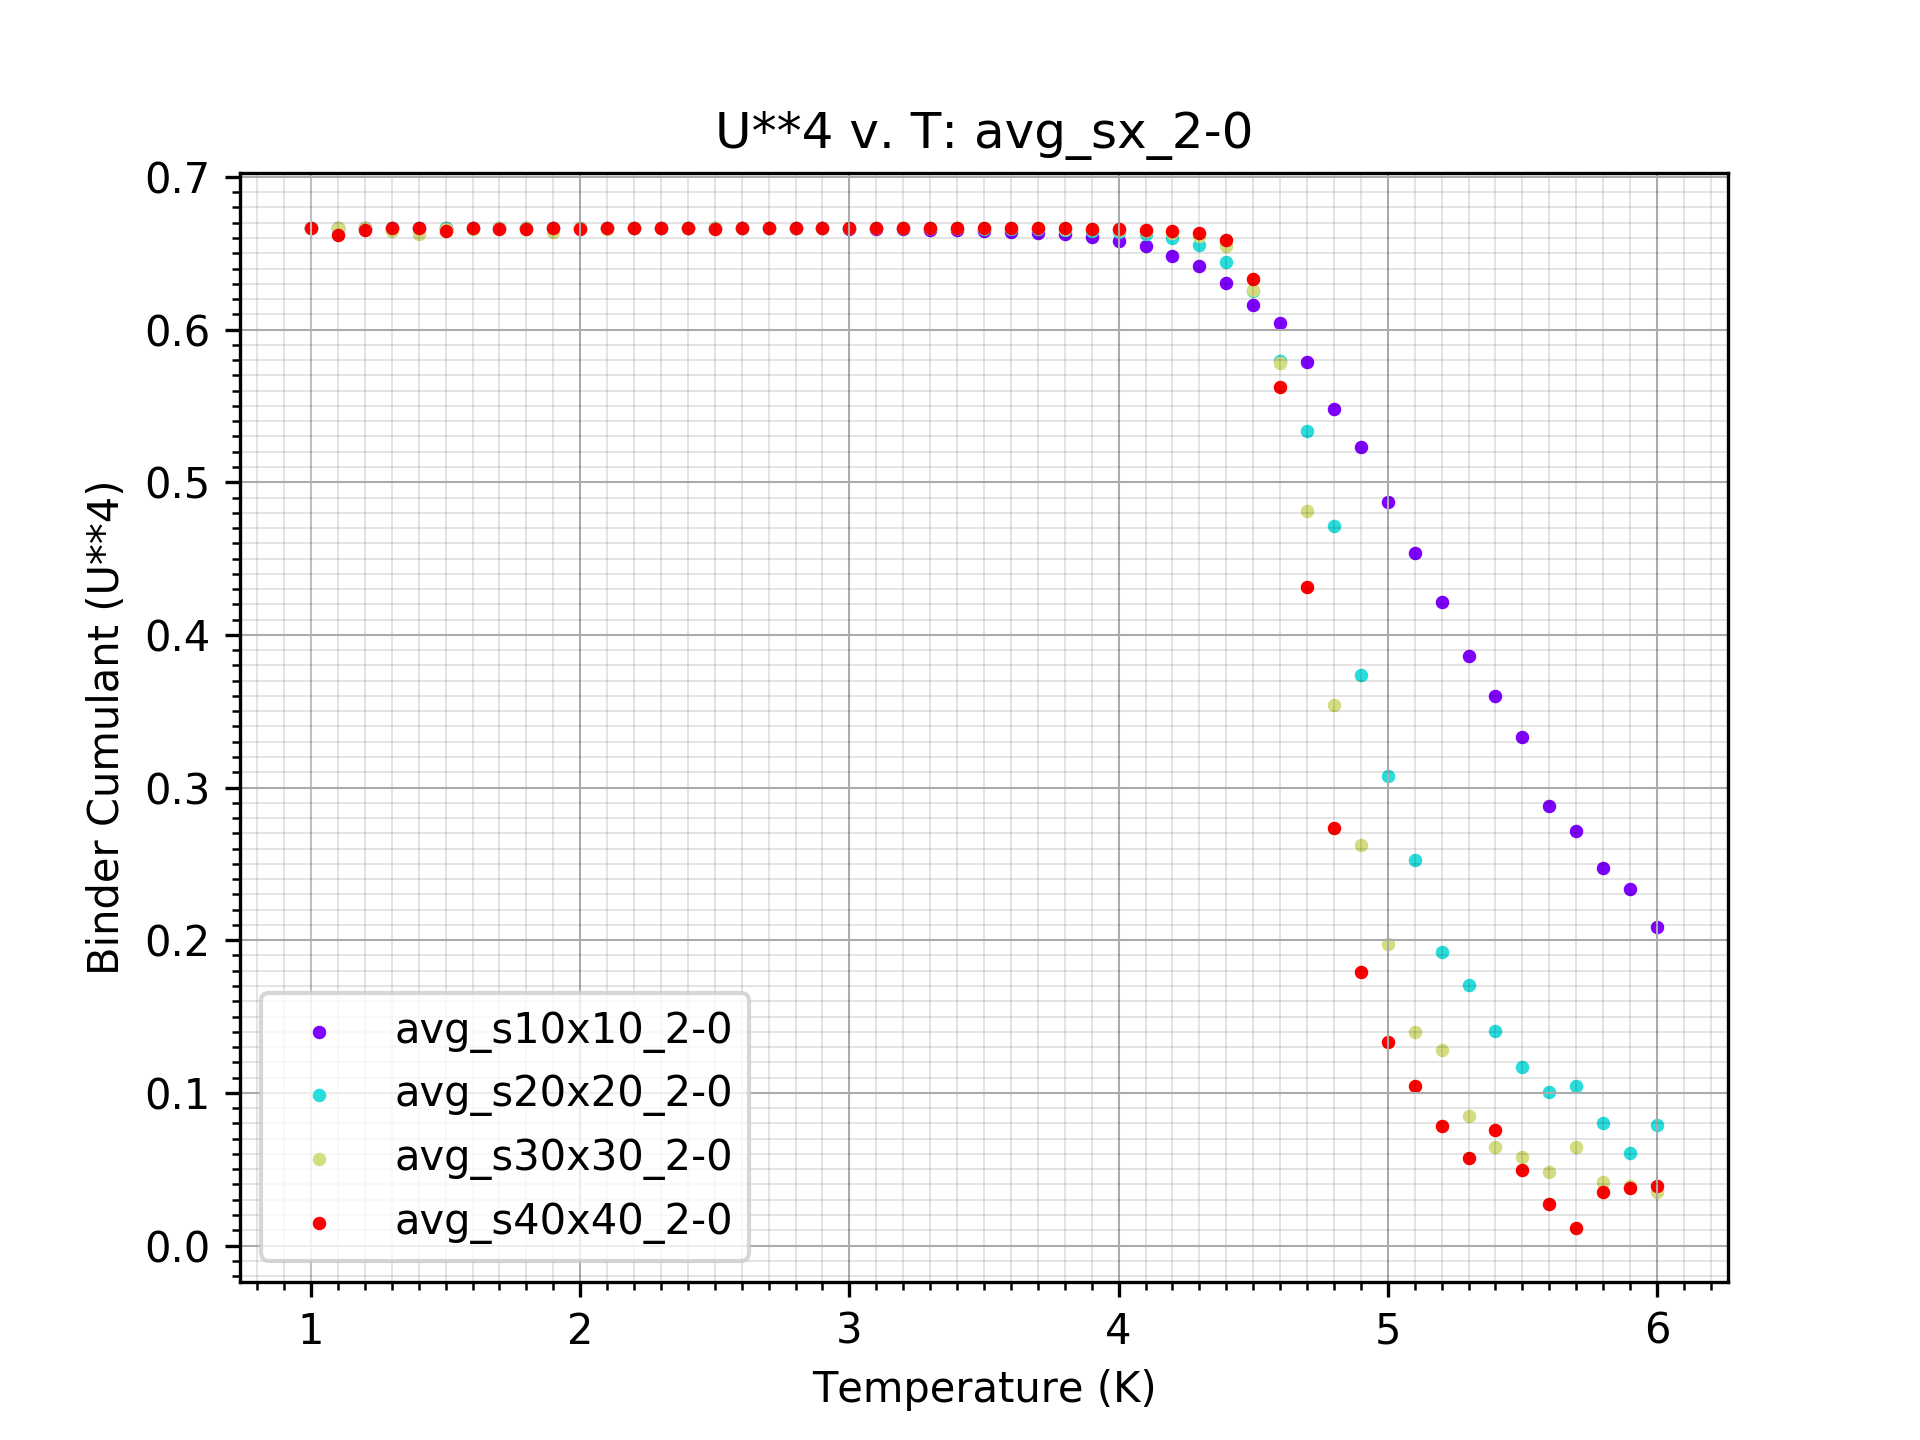 U**4 v. T: avg_sx_2-0
Binder Cumulant (U**4)
0.7
0.6
0.5
0.4
0.3
0.2
0.1
0.0
avg_s10x10_2-0
avg_s20x20_2-0
avg_s30x30_2-0
avg_s40x40_2-0
1 2 3 4 5 6
Temperature (K)